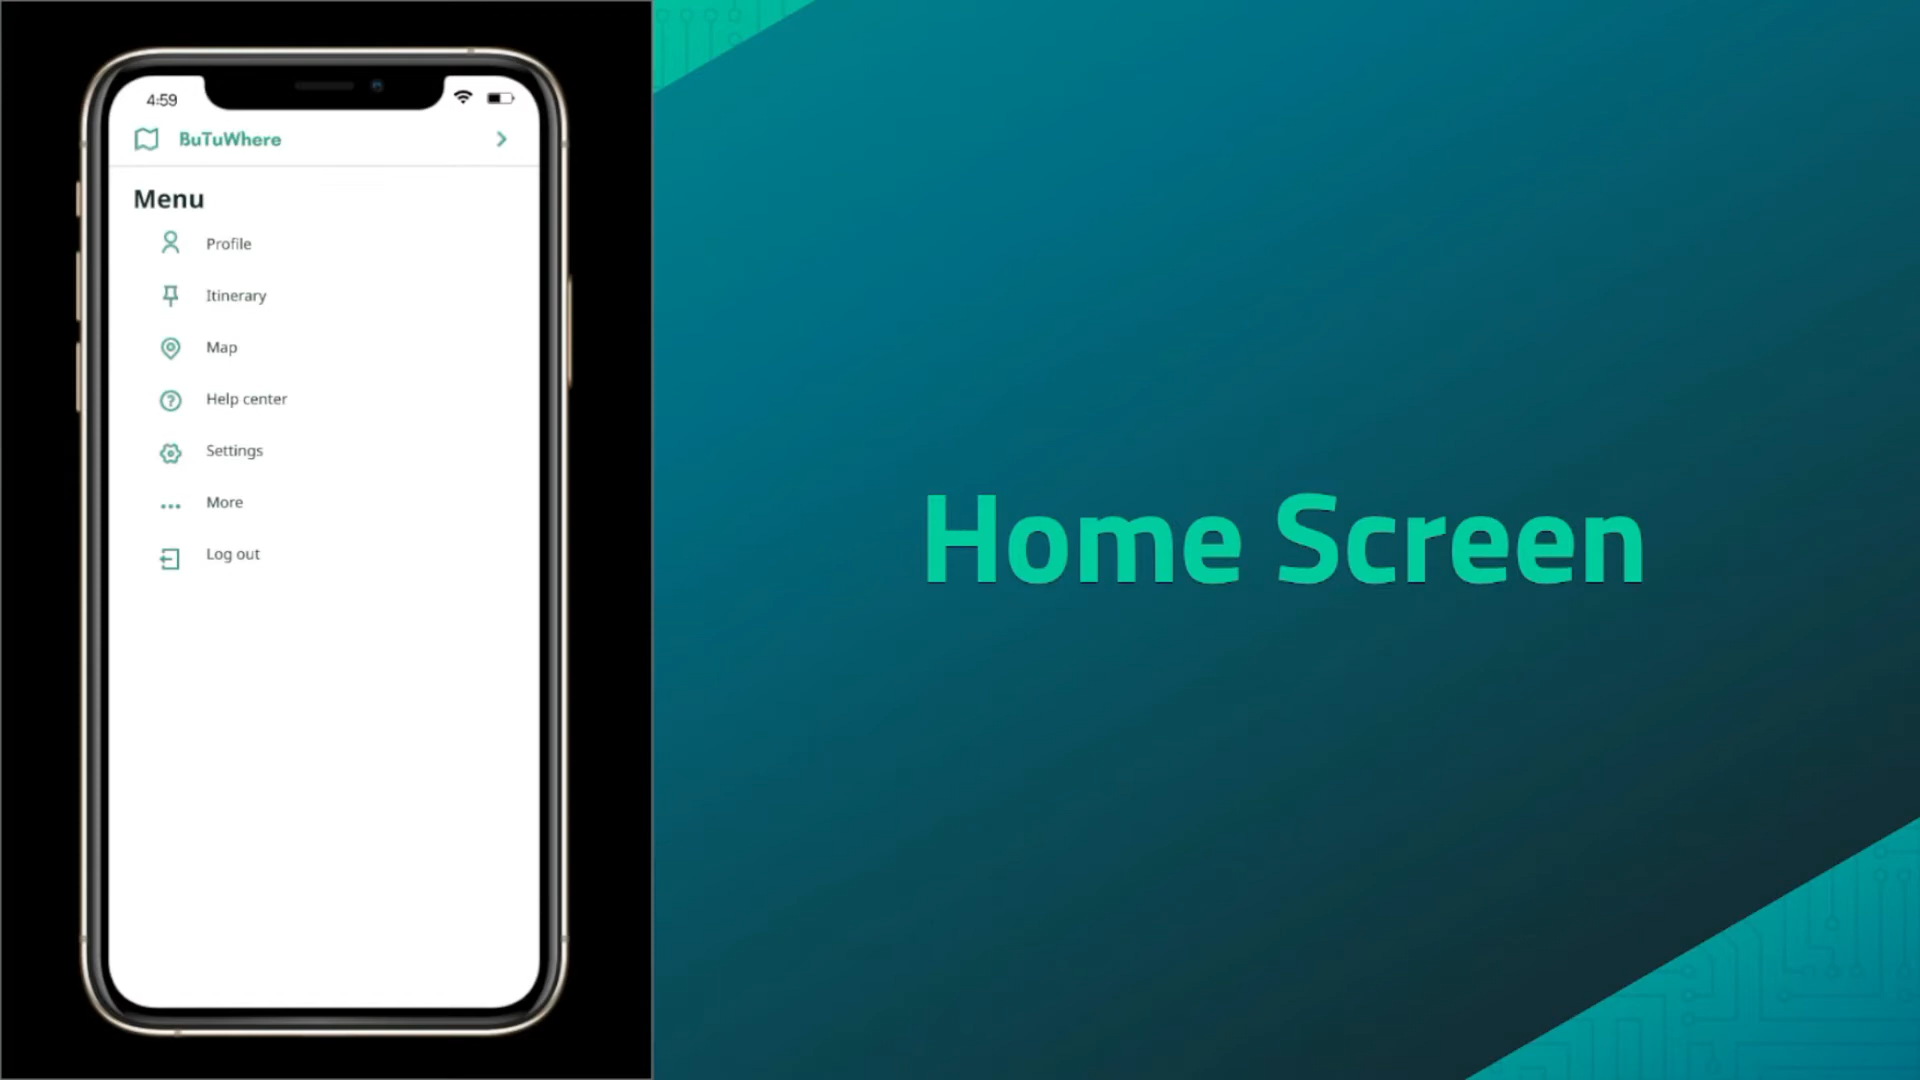 4:59
BuTuWhere
Menu
Profile
Itinerary
Map
Help center
Settings
More
Log out
Home Screen